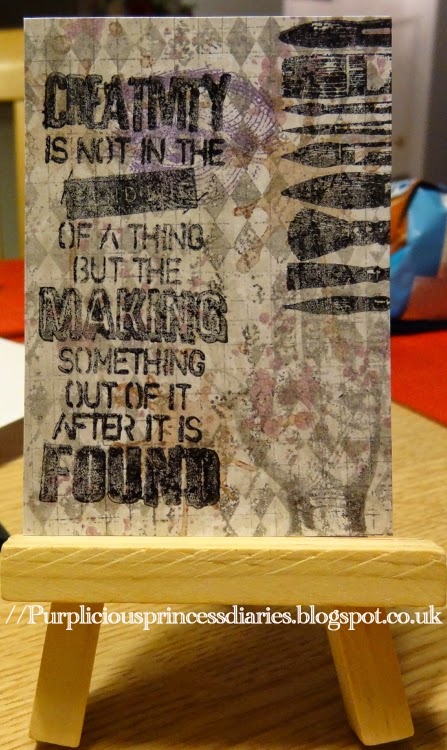 CREATIVITY
IS NOT IN THE
FINDING
OF A THING
BUT THE
MAKING
SOMETHING
OUT OF IT
AFTER IT IS
FOUND
//Purpliciousprincessdiaries.blogspot.co.uk